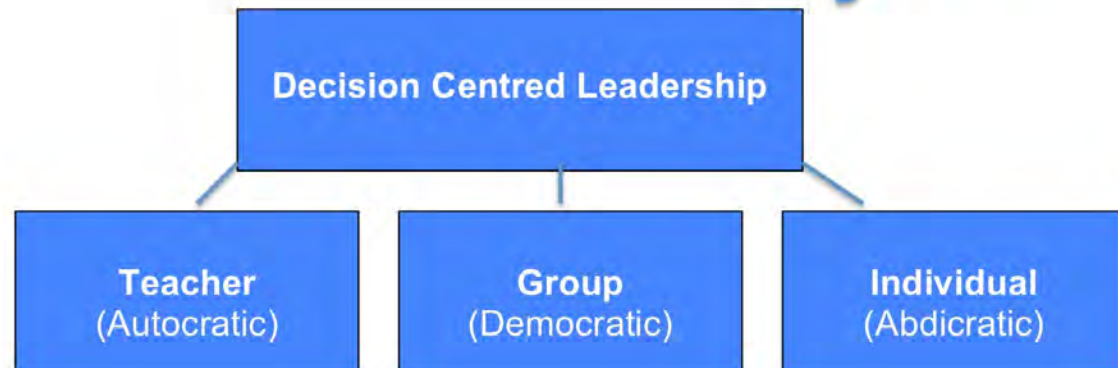 Decision Centred Leadership
Teacher
(Autocratic)
Group
(Democratic)
Individual
(Abdicratic)